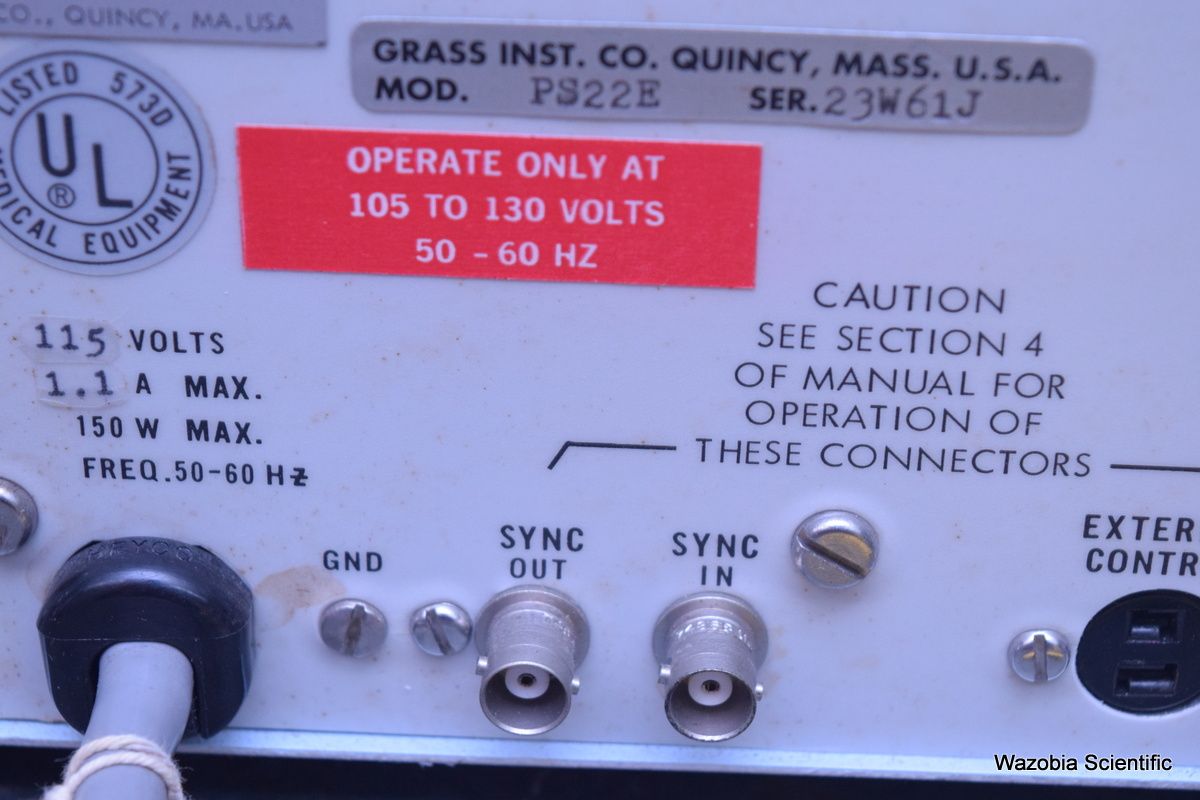 CO., QUINCY, MA. USA
GRASS INST. CO. QUINCY, MASS. U.S.A.
MOD. PS22E SER. 23W61J
LISTED 573D
UL
®
MEDICAL EQUIPMENT
OPERATE ONLY AT
105 TO 130 VOLTS
50 - 60 HZ
CAUTION
SEE SECTION 4
OF MANUAL FOR
OPERATION OF
THESE CONNECTORS
115 VOLTS
1.1 A MAX.
150 W MAX.
FREQ. 50-60 HZ
GND
SYNC
OUT
SYNC
IN
EXTER
CONTR
Wazobia Scientific